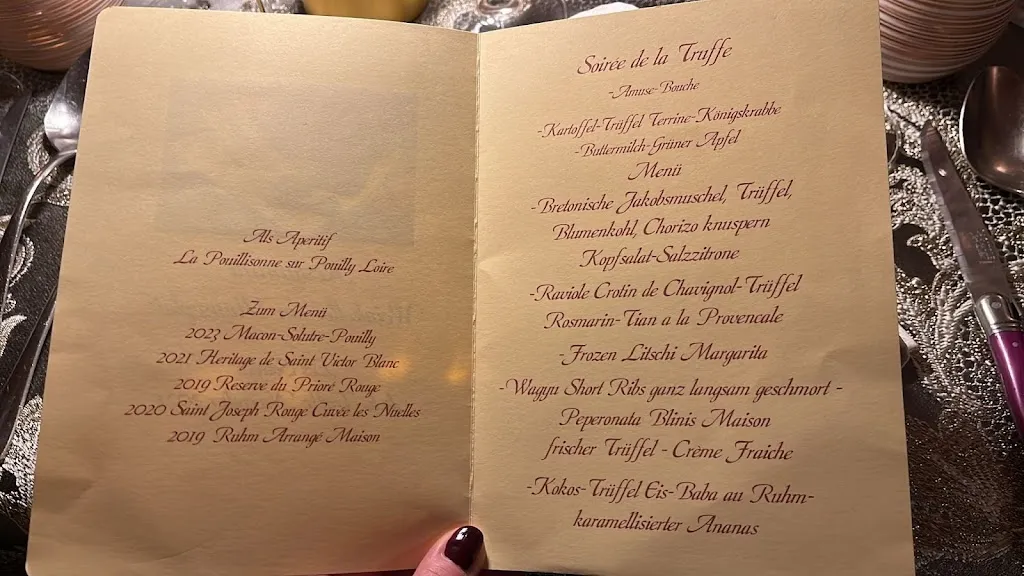 Als Aperitif
La Pouillisonne sur Pouilly Loire
Zum Menü
2023 Macon-Solutre-Pouilly
2021 Heritage de Saint Victor Blanc
2019 Reserve du Prioré Rouge
2020 Saint Joseph Rouge Cuvée les Nuelles
2019 Ruhm Arrangé Maison
Soirée de la Truffe
-Amuse-Bouche
-Kartoffel-Trüffel Terrine-Königskrabbe
-Buttermilch-Grüner Apfel
Menü
-Bretonische Jakobsmuschel, Trüffel,
Blumenkohl, Chorizo knuspern
Kopfsalat-Salzzitrone
-Raviole Crotin de Chavignol-Trüffel
Rosmarin-Tian a la Provencale
-Frozen Litschi Margarita
-Wagyu Short Ribs ganz langsam geschmort -
Peperonata Blinis Maison
frischer Trüffel - Crème Fraiche
-Kokos-Trüffel Eis-Baba au Ruhm-
karamellisierter Ananas